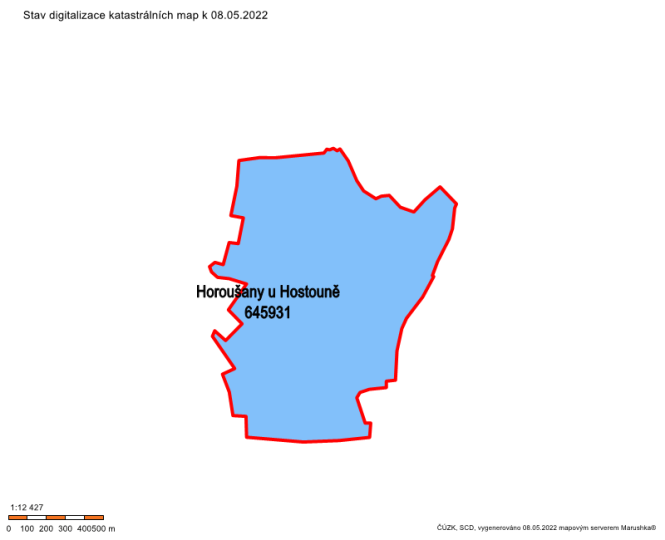 Stav digitalizace katastrálních map k 08.05.2022
Horoušany u Hostouně
645931
1:12 427
0 100 200 300 400500 m
ČÚZK, SCD, vygenerováno 08.05.2022 mapovým serverem Marushka®